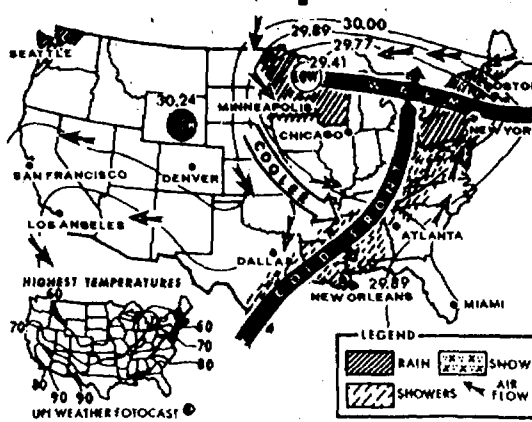 29.89 30.00
29.77
SEATTLE
29.41
LOW
BOSTON
30.24
MINNEAPOLIS
WARM
NEW YORK
CHICAGO
COOLER
SAN FRANCISCO
DENVER
LOS ANGELES
COLD FRONT
ATLANTA
DALLAS
HIGHEST TEMPERATURES
29.89
NEW ORLEANS
60
MIAMI
70
60
70
80
80
90 90
LEGEND
RAIN
SNOW
SHOWERS
AIR
FLOW
UPI WEATHER FOTOCAST